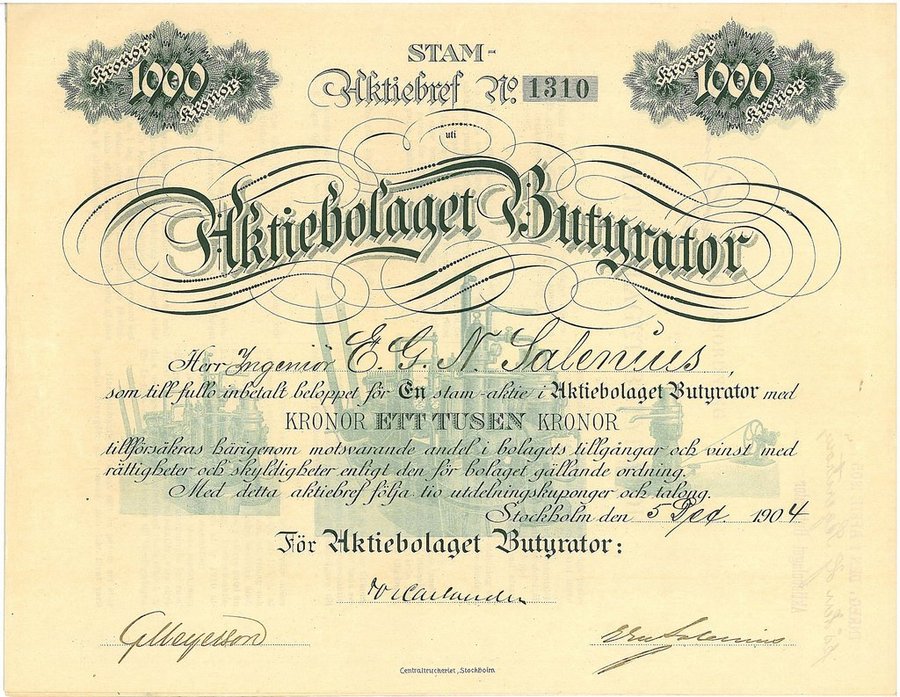 Kronor 1000 Kronor
STAM-
Aktiebref No. 1310
Kronor 1000 Kronor
uti
Aktiebolaget Butyrator
Herr Ingeniör E. G. N. Salenius,
som till fullo inbetalt beloppet för En stam-aktie i Aktiebolaget Butyrator med
KRONOR ETT TUSEN KRONOR
tillförsäkras härigenom motsvarande andel i bolagets tillgångar och vinst med
rättigheter och skyldigheter enligt den för bolaget gällande ordning.
Med detta aktiebref följa tio utdelningskuponger och talong.
Stockholm den 5 Dec. 1904
För Aktiebolaget Butyrator:
G Meyerson
Salenius
Centraltryckeriet, Stockholm